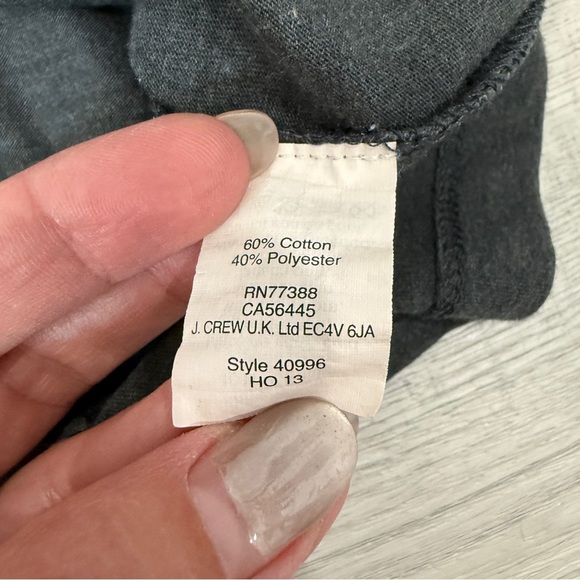 60% Cotton
40% Polyester
RN77388
CA56445
J. CREW U.K. Ltd EC4V 6JA
Style 40996
HO 13